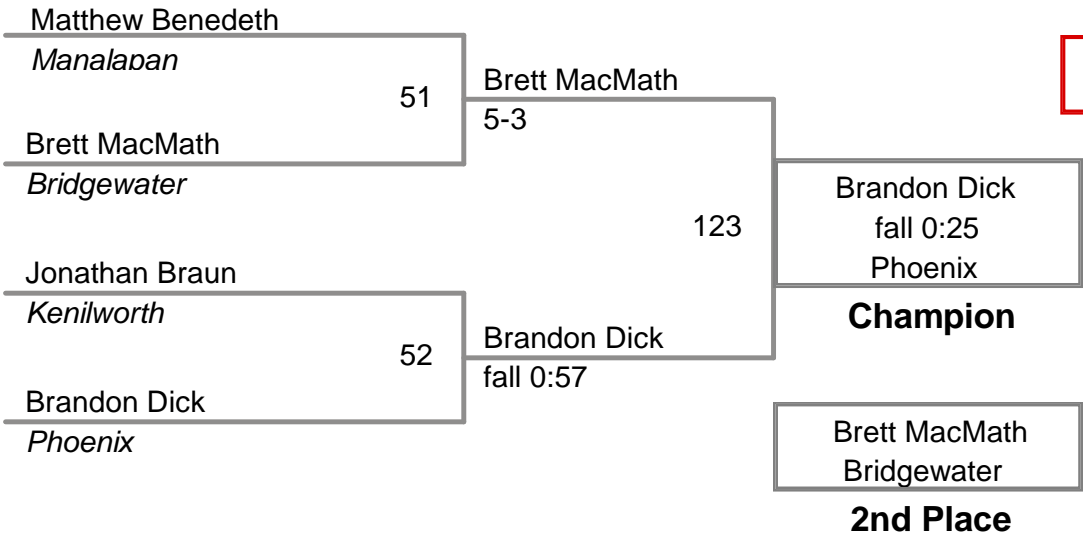 Matthew Benedeth
Manalapan
51
Brett MacMath
5-3
Brett MacMath
Bridgewater
123
Brandon Dick
fall 0:25
Phoenix
Champion
Jonathan Braun
Kenilworth
52
Brandon Dick
fall 0:57
Brandon Dick
Phoenix
Brett MacMath
Bridgewater
2nd Place